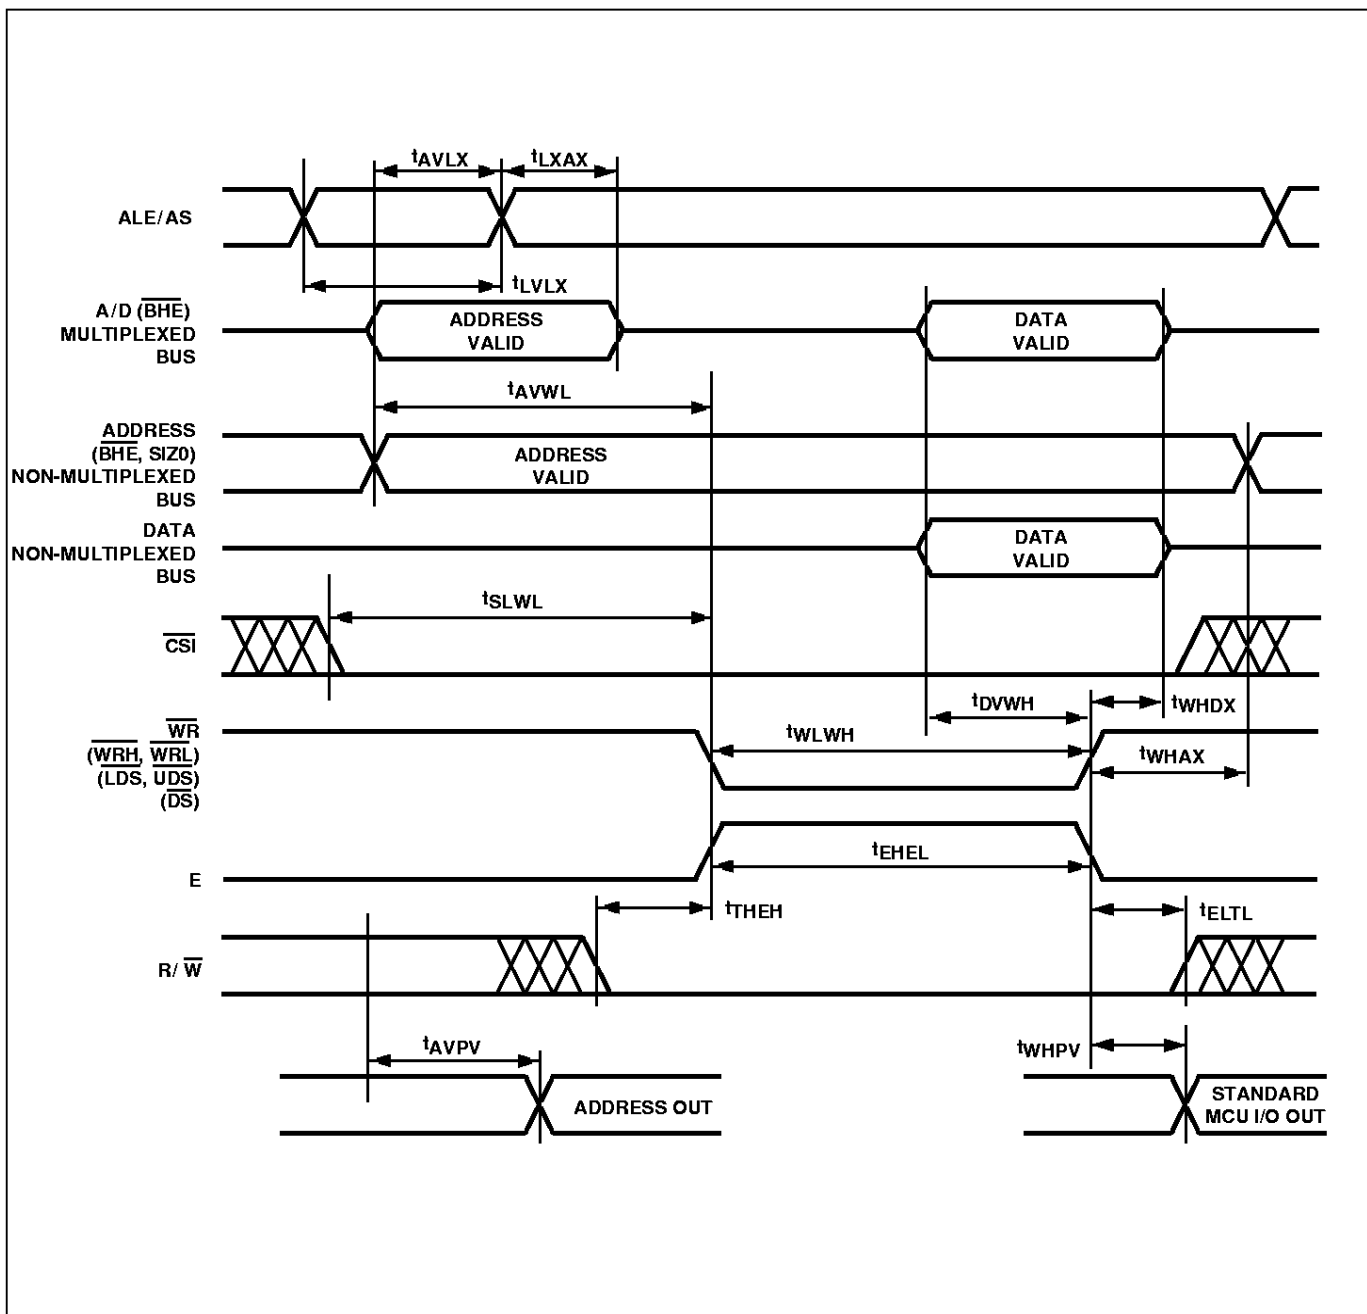 tAVLX
tLXAX
ALE/AS
tLVLX
A/D (BHE)
MULTIPLEXED
BUS
ADDRESS
VALID
DATA
VALID
tAVWL
ADDRESS
(BHE, SIZ0)
NON-MULTIPLEXED
BUS
ADDRESS
VALID
DATA
NON-MULTIPLEXED
BUS
DATA
VALID
tSLWL
CSI
tDVWH
tWHDX
WR
(WRH, WRL)
(LDS, UDS)
(DS)
tWLWH
tWHAX
tEHEL
E
tTHEH
tELTL
R/ W
tAVPV
tWHPV
ADDRESS OUT
STANDARD
MCU I/O OUT